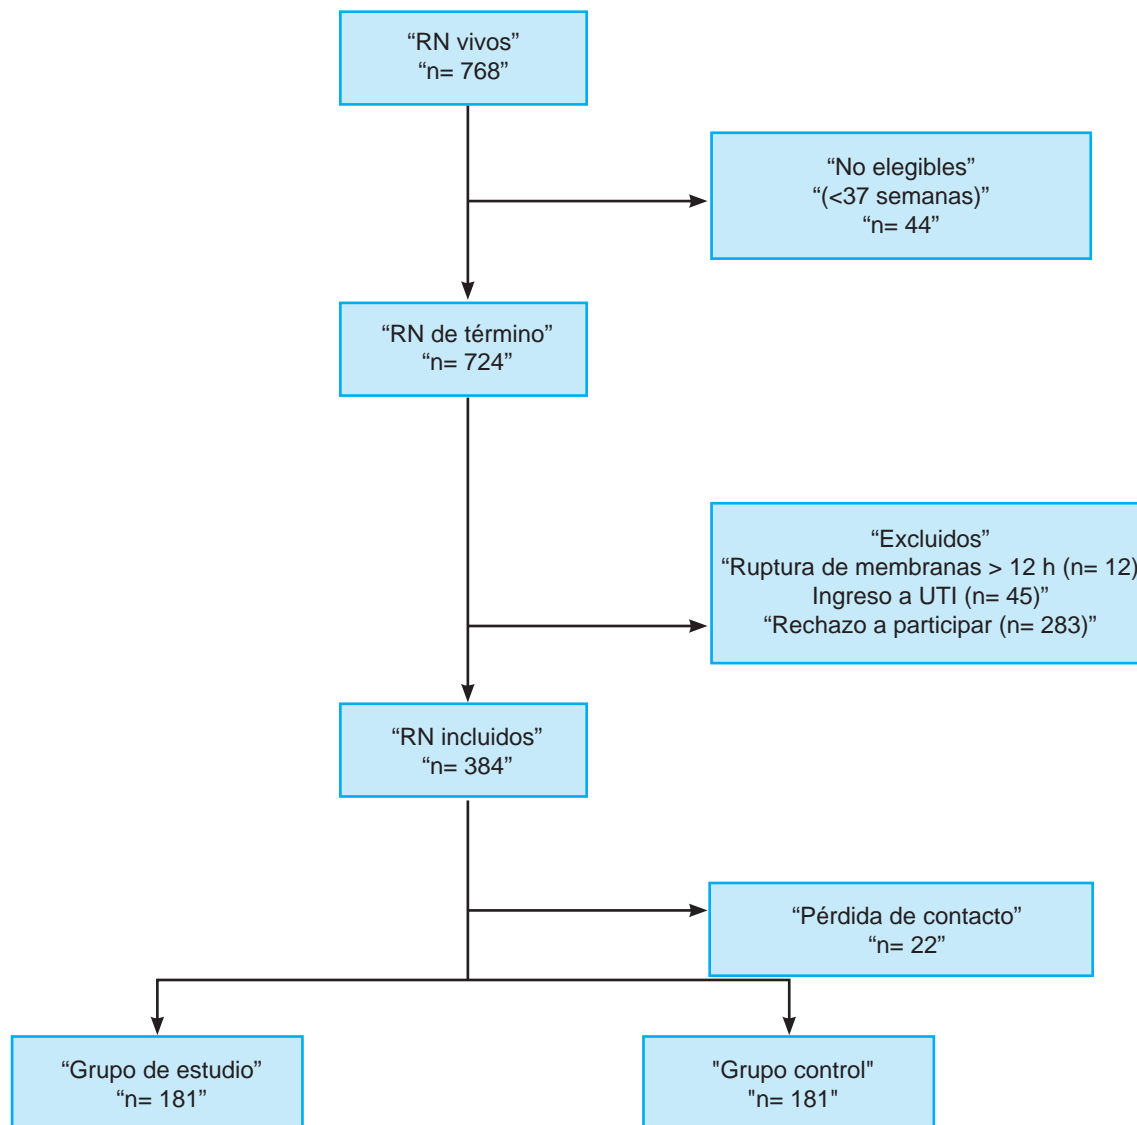 “RN vivos”
“n= 768”
“No elegibles”
“(<37 semanas)”
“n= 44”
“RN de término”
“n= 724”
“Excluidos”
“Ruptura de membranas > 12 h (n= 12)
Ingreso a UTI (n= 45)”
“Rechazo a participar (n= 283)”
“RN incluidos”
“n= 384”
“Pérdida de contacto”
“n= 22”
“Grupo de estudio”
“n= 181”
"Grupo control"
"n= 181"